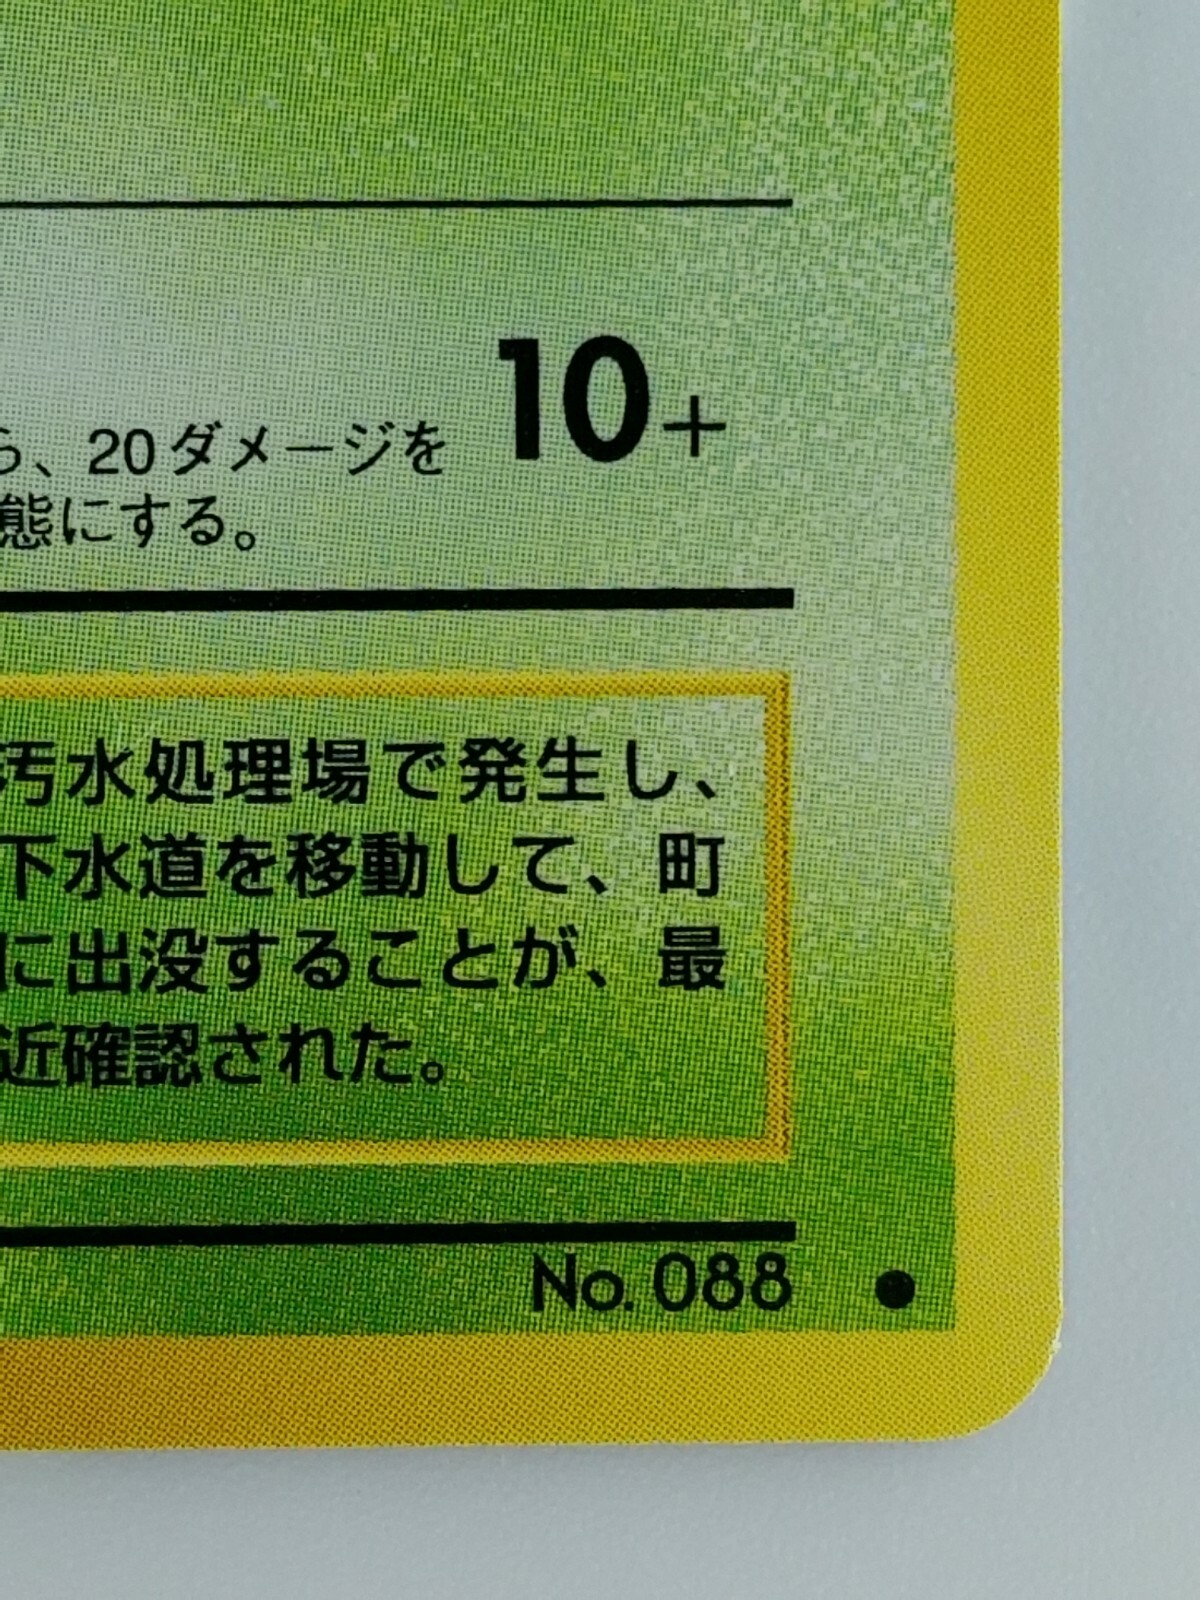 10+
ら、20ダメージを
態にする。
汚水処理場で発生し、
下水道を移動して、町
に出没することが、最
近確認された。
No. 088 ●